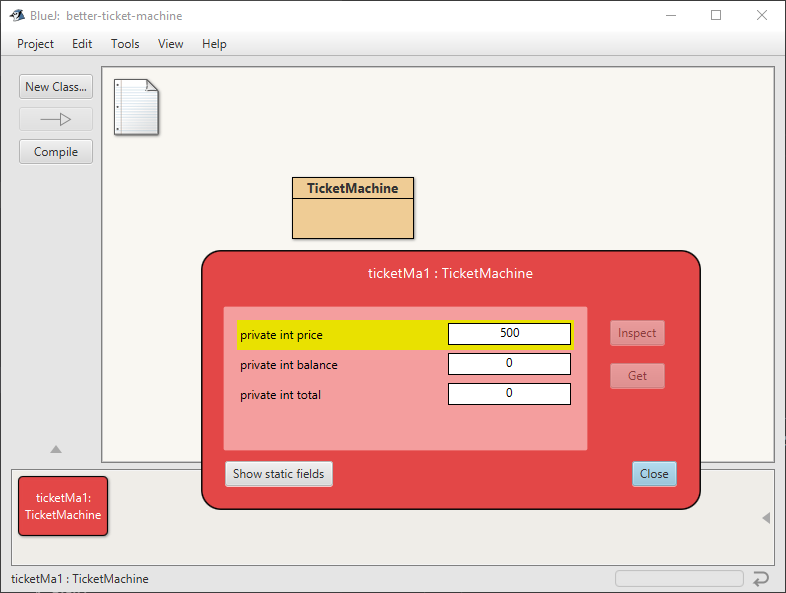 BlueJ: better-ticket-machine
Project Edit Tools View Help
New Class...
Compile
TicketMachine
ticketMa1 : TicketMachine
private int price 500
private int balance 0
private int total 0
Inspect
Get
Show static fields
Close
ticketMa1:
TicketMachine
ticketMa1 : TicketMachine